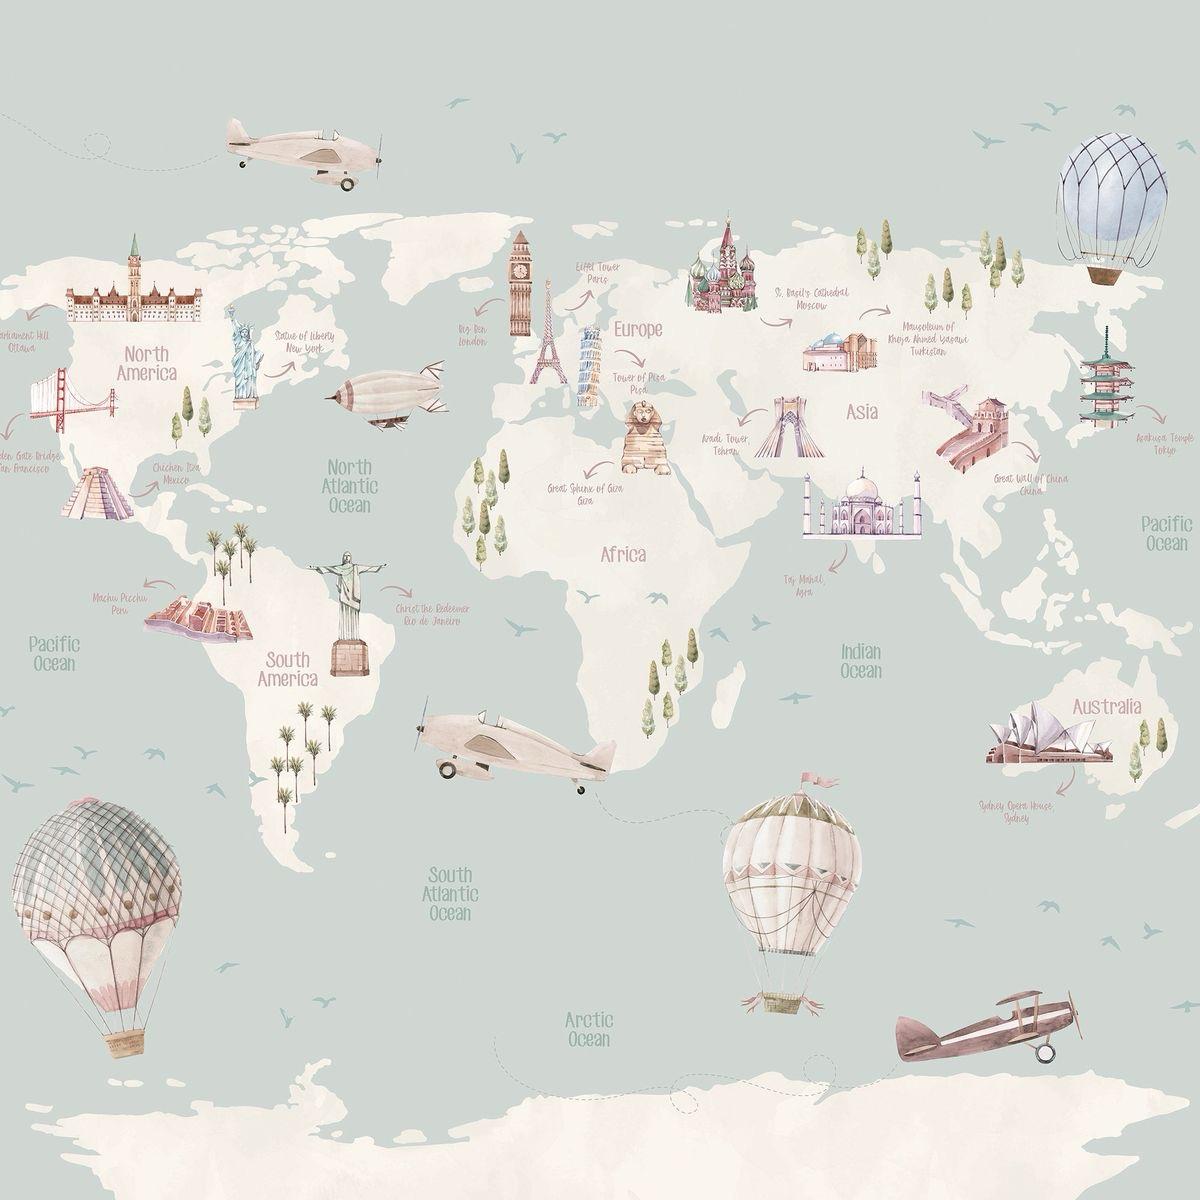 Eiffel Tower
Paris
St. Basil's Cathedral
Moscow
Big Ben
London
Europe
Mausoleum of
Khoja Ahmed Yasawi
Turkistan
Ottawa
Statue of Liberty
New York
North
America
Tower of Pisa
Pisa
Asia
Azadi Tower,
Tehran
Asakusa Temple
Tokyo
Gate Bridge
Francisco
Chichen Itza
Mexico
North
Atlantic
Ocean
Great Sphinx of Giza
Giza
Great Wall of China
China
Pacific
Ocean
Africa
Taj Mahal,
Agra
Machu Picchu
Peru
Christ the Redeemer
Rio de Janeiro
Pacific
Ocean
South
America
Indian
Ocean
Australia
Sydney Opera House,
Sydney
South
Atlantic
Ocean
Arctic
Ocean